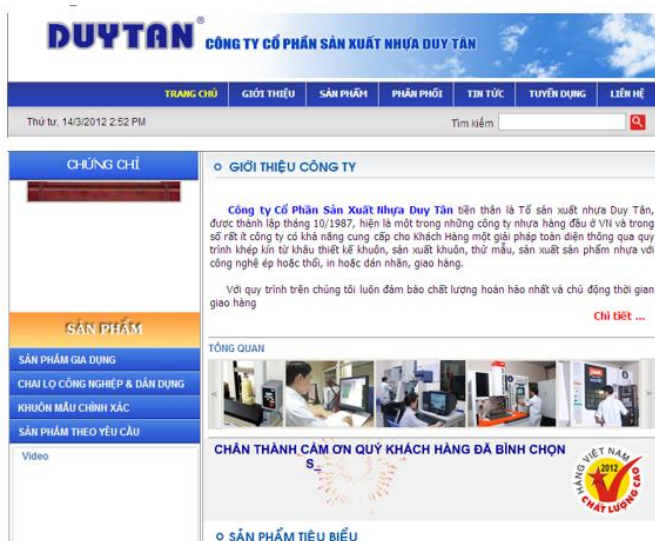 DUYTAN®
CÔNG TY CỔ PHẦN SẢN XUẤT NHỰA DUY TÂN
TRANG CHỦ GIỚI THIỆU SẢN PHẨM PHÂN PHỐI TIN TỨC TUYỂN DỤNG LIÊN HỆ
Thứ tư, 14/3/2012 2:52 PM Tìm kiếm
CHỨNG CHỈ
GIỚI THIỆU CÔNG TY
Công ty Cổ Phần Sản Xuất Nhựa Duy Tân tiền thân là Tổ sản xuất nhựa Duy Tân,
được thành lập tháng 10/1987, hiện là một trong những công ty nhựa hàng đầu ở VN và trong
số rất ít công ty có khả năng cung cấp cho Khách Hàng một giải pháp toàn diện thông qua quy
trình khép kín từ khâu thiết kế khuôn, sản xuất khuôn, thử mẫu, sản xuất sản phẩm nhựa với
công nghệ ép hoặc thổi, in hoặc dán nhãn, giao hàng.
Với quy trình trên chúng tôi luôn đảm bảo chất lượng hoàn hảo nhất và chủ động thời gian
giao hàng
Chi tiết ...
SẢN PHẨM
SẢN PHẨM GIA DỤNG
CHAI LỌ CÔNG NGHIỆP & DÂN DỤNG
KHUÔN MẪU CHÍNH XÁC
SẢN PHẨM THEO YÊU CẦU
Video
TỔNG QUAN
CHÂN THÀNH CẢM ƠN QUÝ KHÁCH HÀNG ĐÃ BÌNH CHỌN
S_
HÀNG VIỆT NAM
2012
CHẤT LƯỢNG CAO
SẢN PHẨM TIÊU BIỂU